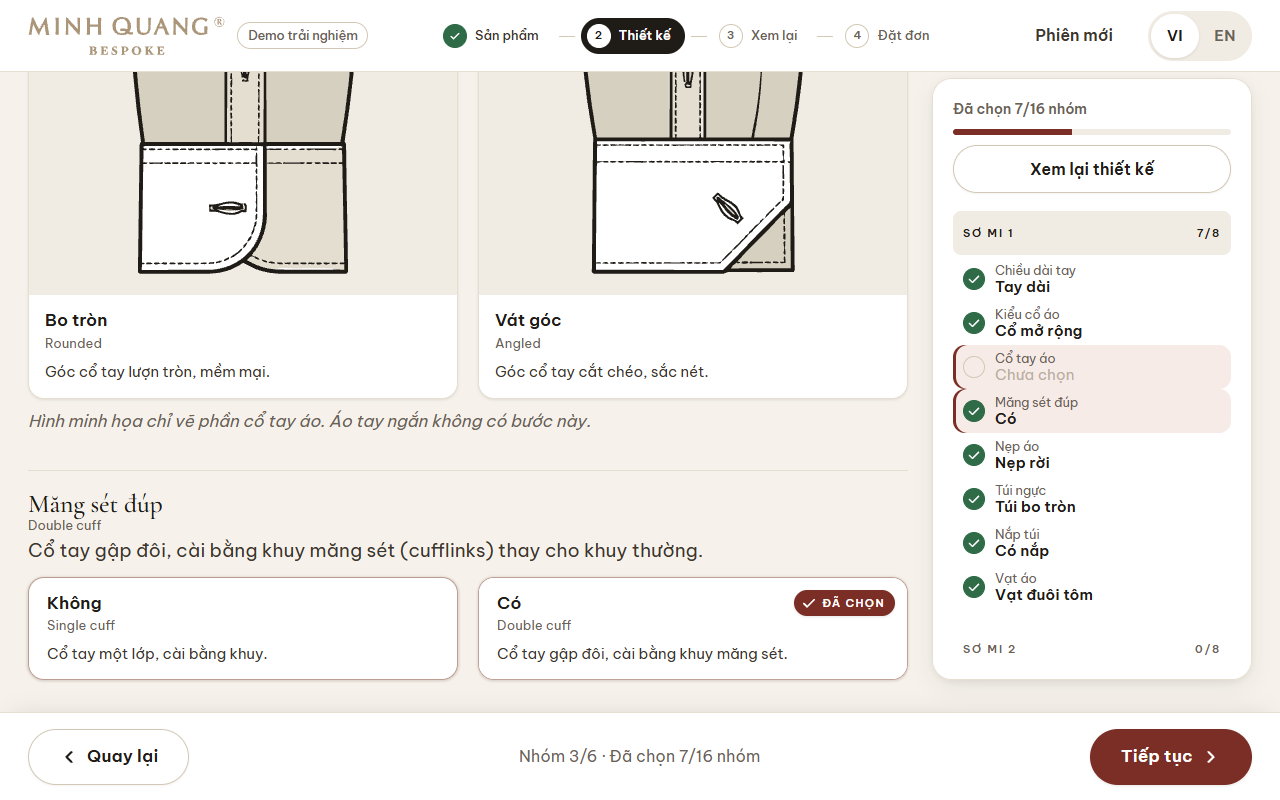 MINH QUANG®
BESPOKE
Demo trải nghiệm
Sản phẩm
2 Thiết kế
3 Xem lại
4 Đặt đơn
Phiên mới
VI EN
Bo tròn
Rounded
Góc cổ tay lượn tròn, mềm mại.
Vát góc
Angled
Góc cổ tay cắt chéo, sắc nét.
Hình minh họa chỉ vẽ phần cổ tay áo. Áo tay ngắn không có bước này.
Măng sét đúp
Double cuff
Cổ tay gập đôi, cài bằng khuy măng sét (cufflinks) thay cho khuy thường.
Không
Single cuff
Cổ tay một lớp, cài bằng khuy.
Có
ĐÃ CHỌN
Double cuff
Cổ tay gập đôi, cài bằng khuy măng sét.
Đã chọn 7/16 nhóm
Xem lại thiết kế
SƠ MI 1 7/8
Chiều dài tay
Tay dài
Kiểu cổ áo
Cổ mở rộng
Cổ tay áo
Chưa chọn
Măng sét đúp
Có
Nẹp áo
Nẹp rời
Túi ngực
Túi bo tròn
Nắp túi
Có nắp
Vạt áo
Vạt đuôi tôm
SƠ MI 2 0/8
Quay lại
Nhóm 3/6 · Đã chọn 7/16 nhóm
Tiếp tục